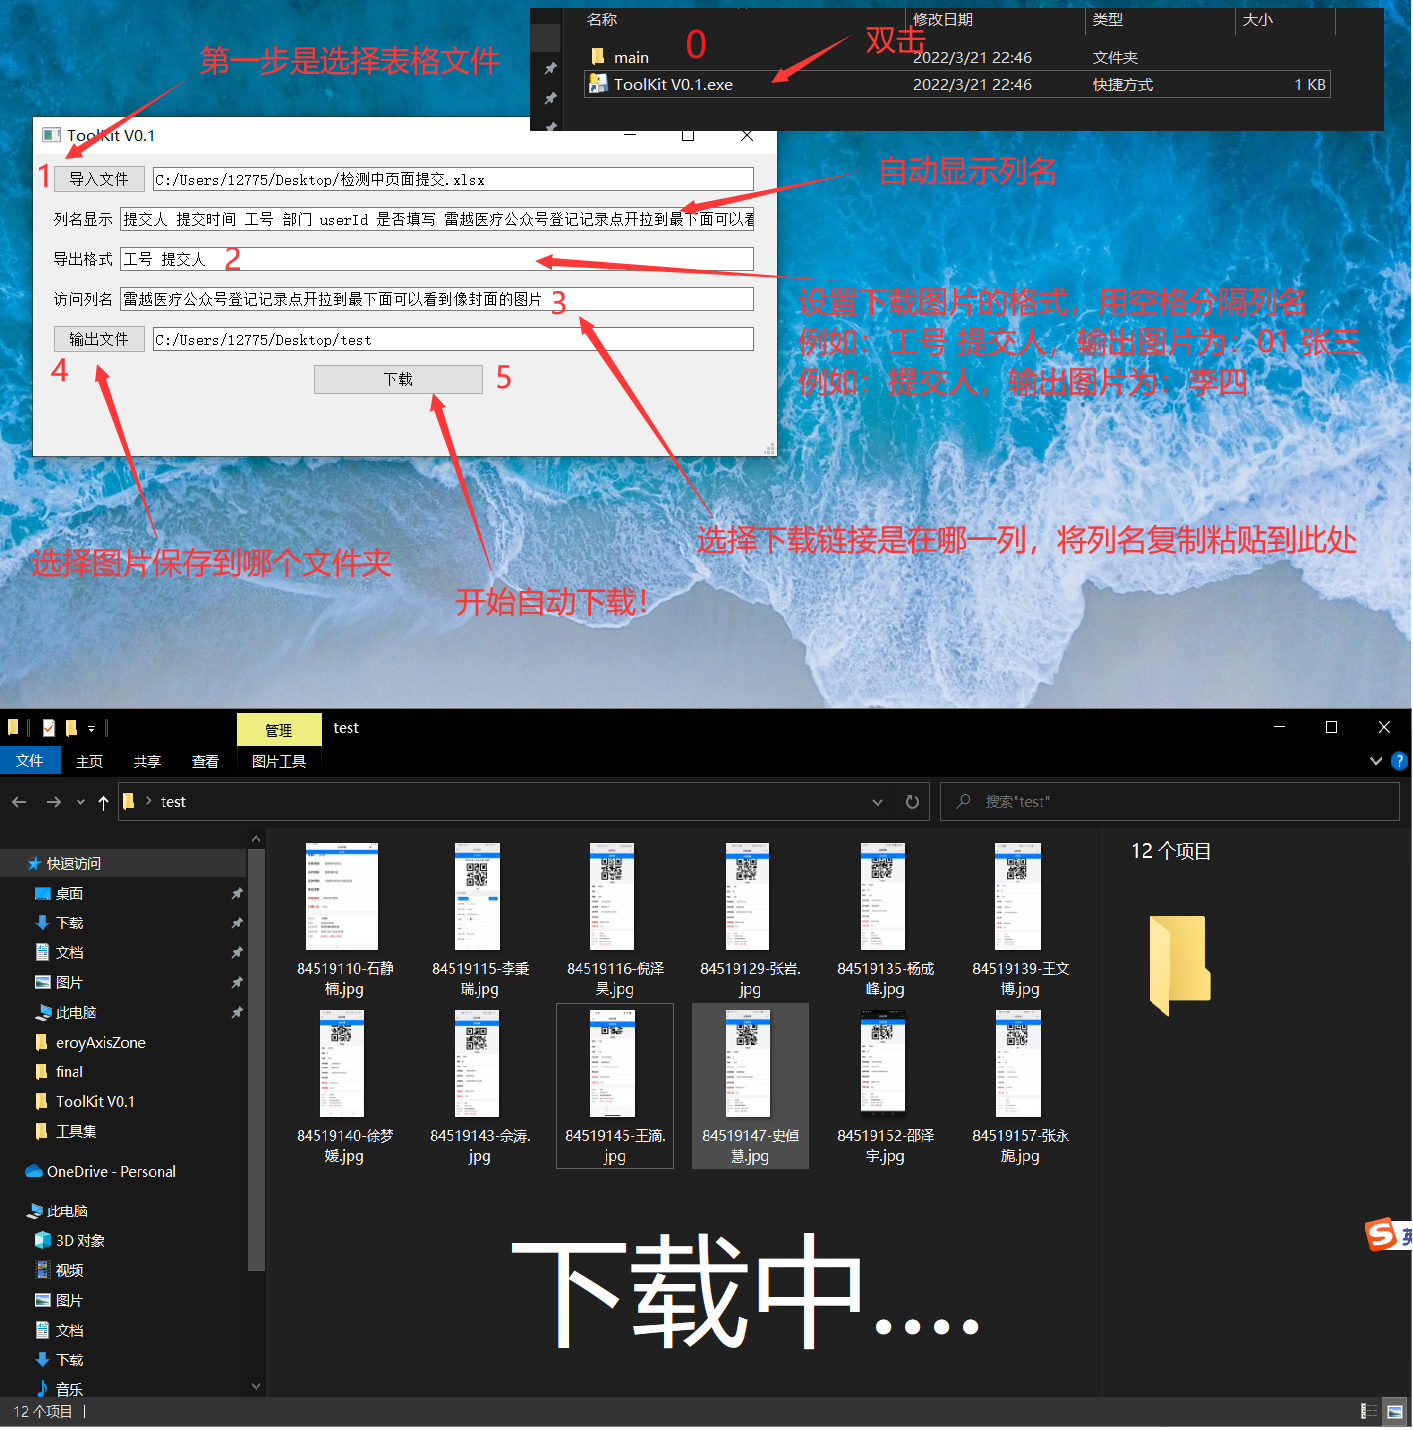 名称 修改日期 类型 大小
main 2022/3/21 22:46 文件夹
ToolKit V0.1.exe 2022/3/21 22:46 快捷方式 1 KB
0
双击
第一步是选择表格文件
ToolKit V0.1
1
导入文件 C:/Users/12775/Desktop/检测中页面提交.xlsx
自动显示列名
列名显示 提交人 提交时间 工号 部门 userId 是否填写 雷越医疗公众号登记记录点开拉到最下面可以看
导出格式 工号 提交人
2
访问列名 雷越医疗公众号登记记录点开拉到最下面可以看到像封面的图片
3
设置下载图片的格式，用空格分隔列名
例如：工号 提交人，输出图片为：01 张三
例如：提交人，输出图片为：李四
输出文件 C:/Users/12775/Desktop/test
4
下载
5
选择下载链接是在哪一列，将列名复制粘贴到此处
选择图片保存到哪个文件夹
开始自动下载！
管理 test
文件 主页 共享 查看 图片工具
test
搜索"test"
快速访问
桌面
下载
文档
图片
此电脑
eroyAxisZone
final
ToolKit V0.1
工具集
OneDrive - Personal
此电脑
3D 对象
视频
图片
文档
下载
音乐
84519110-石静
楠.jpg
84519115-李秉
瑞.jpg
84519116-倪泽
昊.jpg
84519129-张岩.
jpg
84519135-杨成
峰.jpg
84519139-王文
博.jpg
84519140-徐梦
媛.jpg
84519143-佘涛.
jpg
84519145-王滴.
jpg
84519147-史偵
慧.jpg
84519152-邵泽
宇.jpg
84519157-张永
旎.jpg
12 个项目
下载中....
12 个项目
英